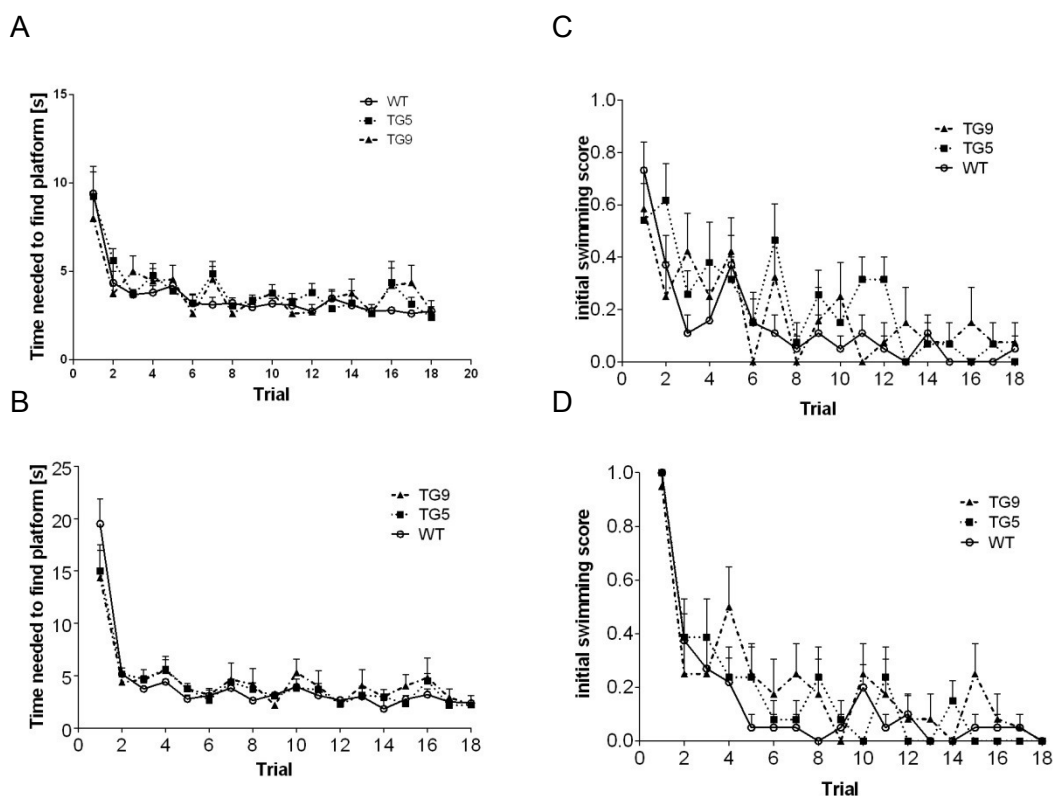 A
Time needed to find platform [s]
15
10
5
0
0 2 4 6 8 10 12 14 16 18 20
Trial
WT
TG5
TG9
B
Time needed to find platform [s]
25
20
15
10
5
0
0 2 4 6 8 10 12 14 16 18
Trial
TG9
TG5
WT
C
initial swimming score
1.0
0.8
0.6
0.4
0.2
0.0
0 2 4 6 8 10 12 14 16 18
Trial
TG9
TG5
WT
D
initial swimming score
1.0
0.8
0.6
0.4
0.2
0.0
0 2 4 6 8 10 12 14 16 18
Trial
TG9
TG5
WT